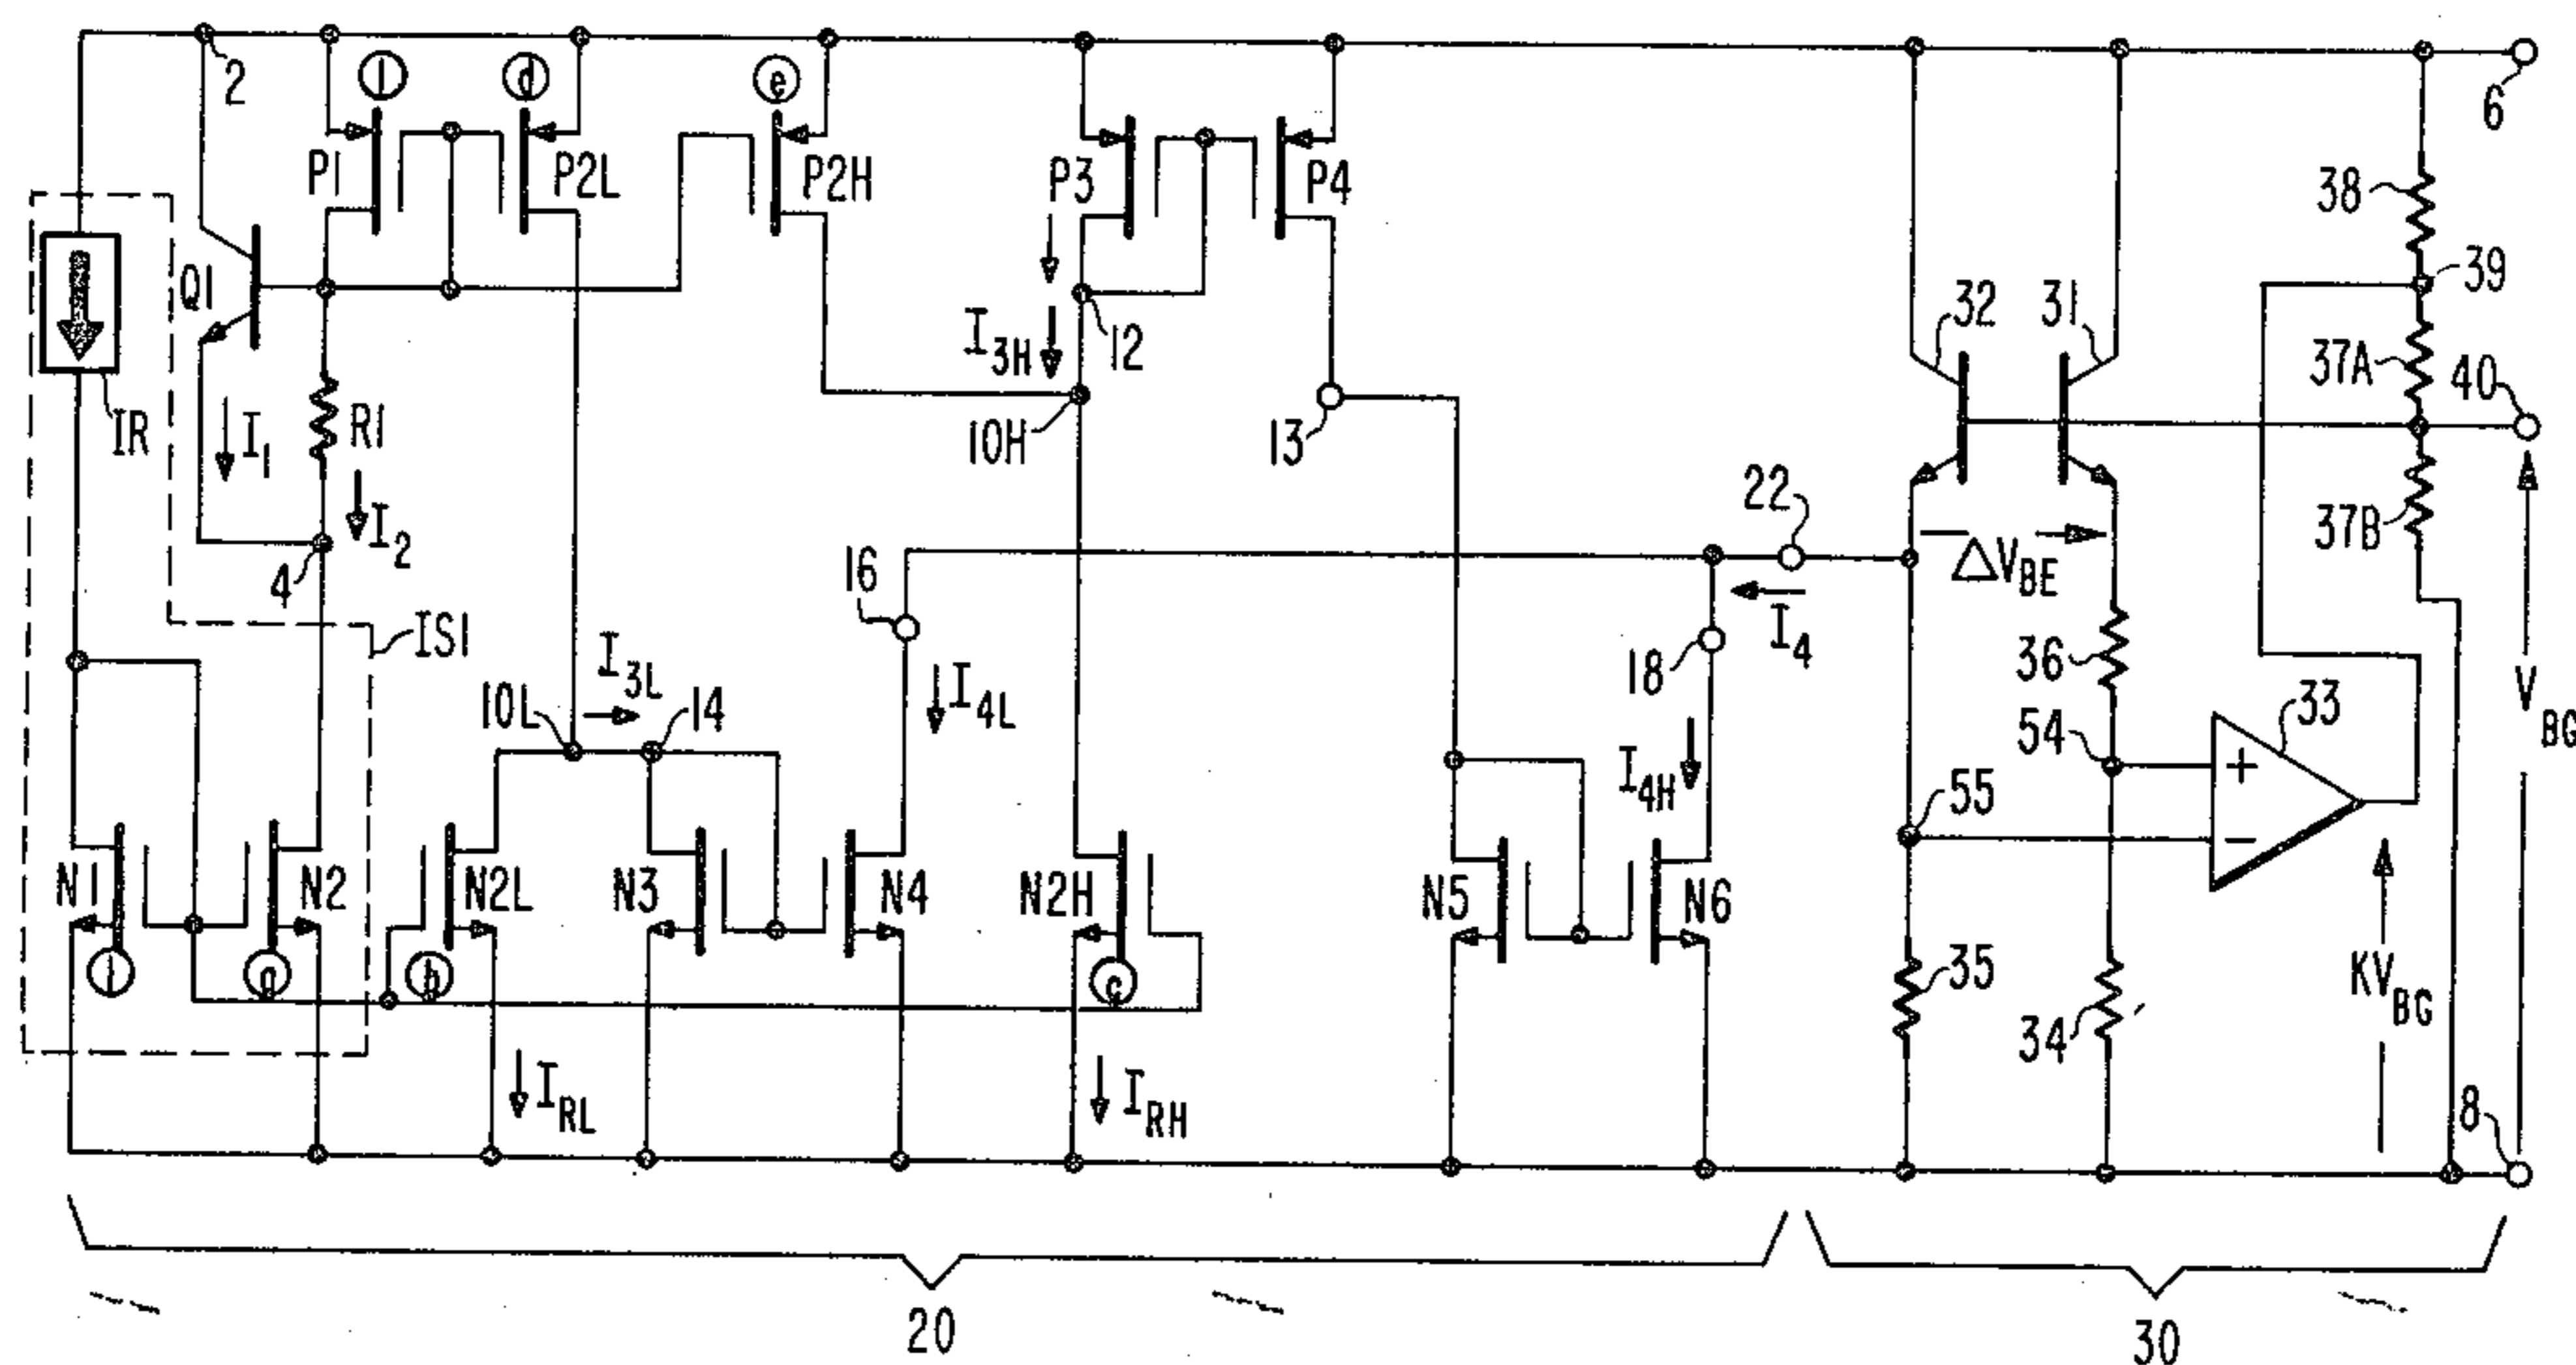 2
1
d
e
6
P1
P2L
P2H
P3
P4
38
Q1
39
32
31
I3H
12
37A
40
IR
I1
R1
10H
13
I2
22
37B
4
16
ΔVBE
IS1
18
I4
36
VBG
I3L
10L
14
I4L
33
54
I4H
55
+
−
N1
N2
N2L
N3
N4
N2H
N5
N6
1
a
b
c
35
34
KVBG
8
IRL
IRH
20
30